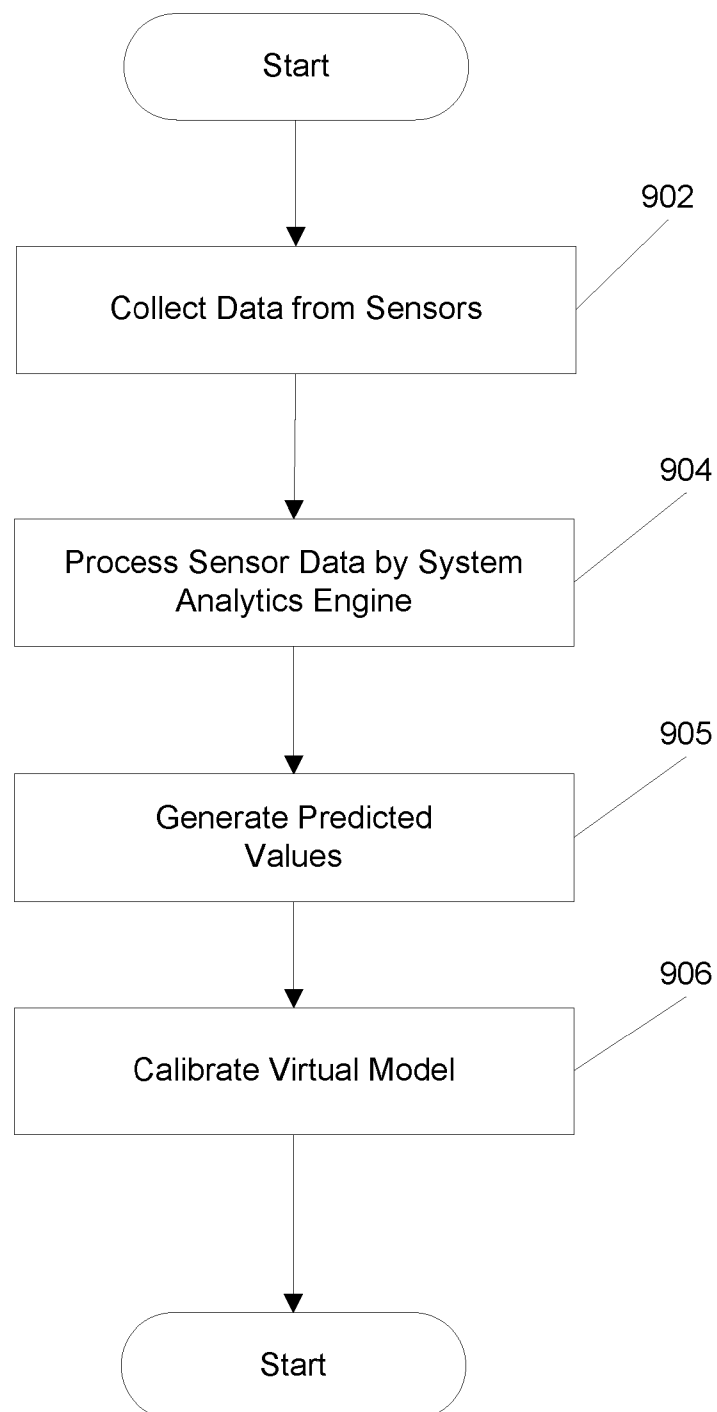 Start
902
Collect Data from Sensors
904
Process Sensor Data by System
Analytics Engine
905
Generate Predicted
Values
906
Calibrate Virtual Model
Start